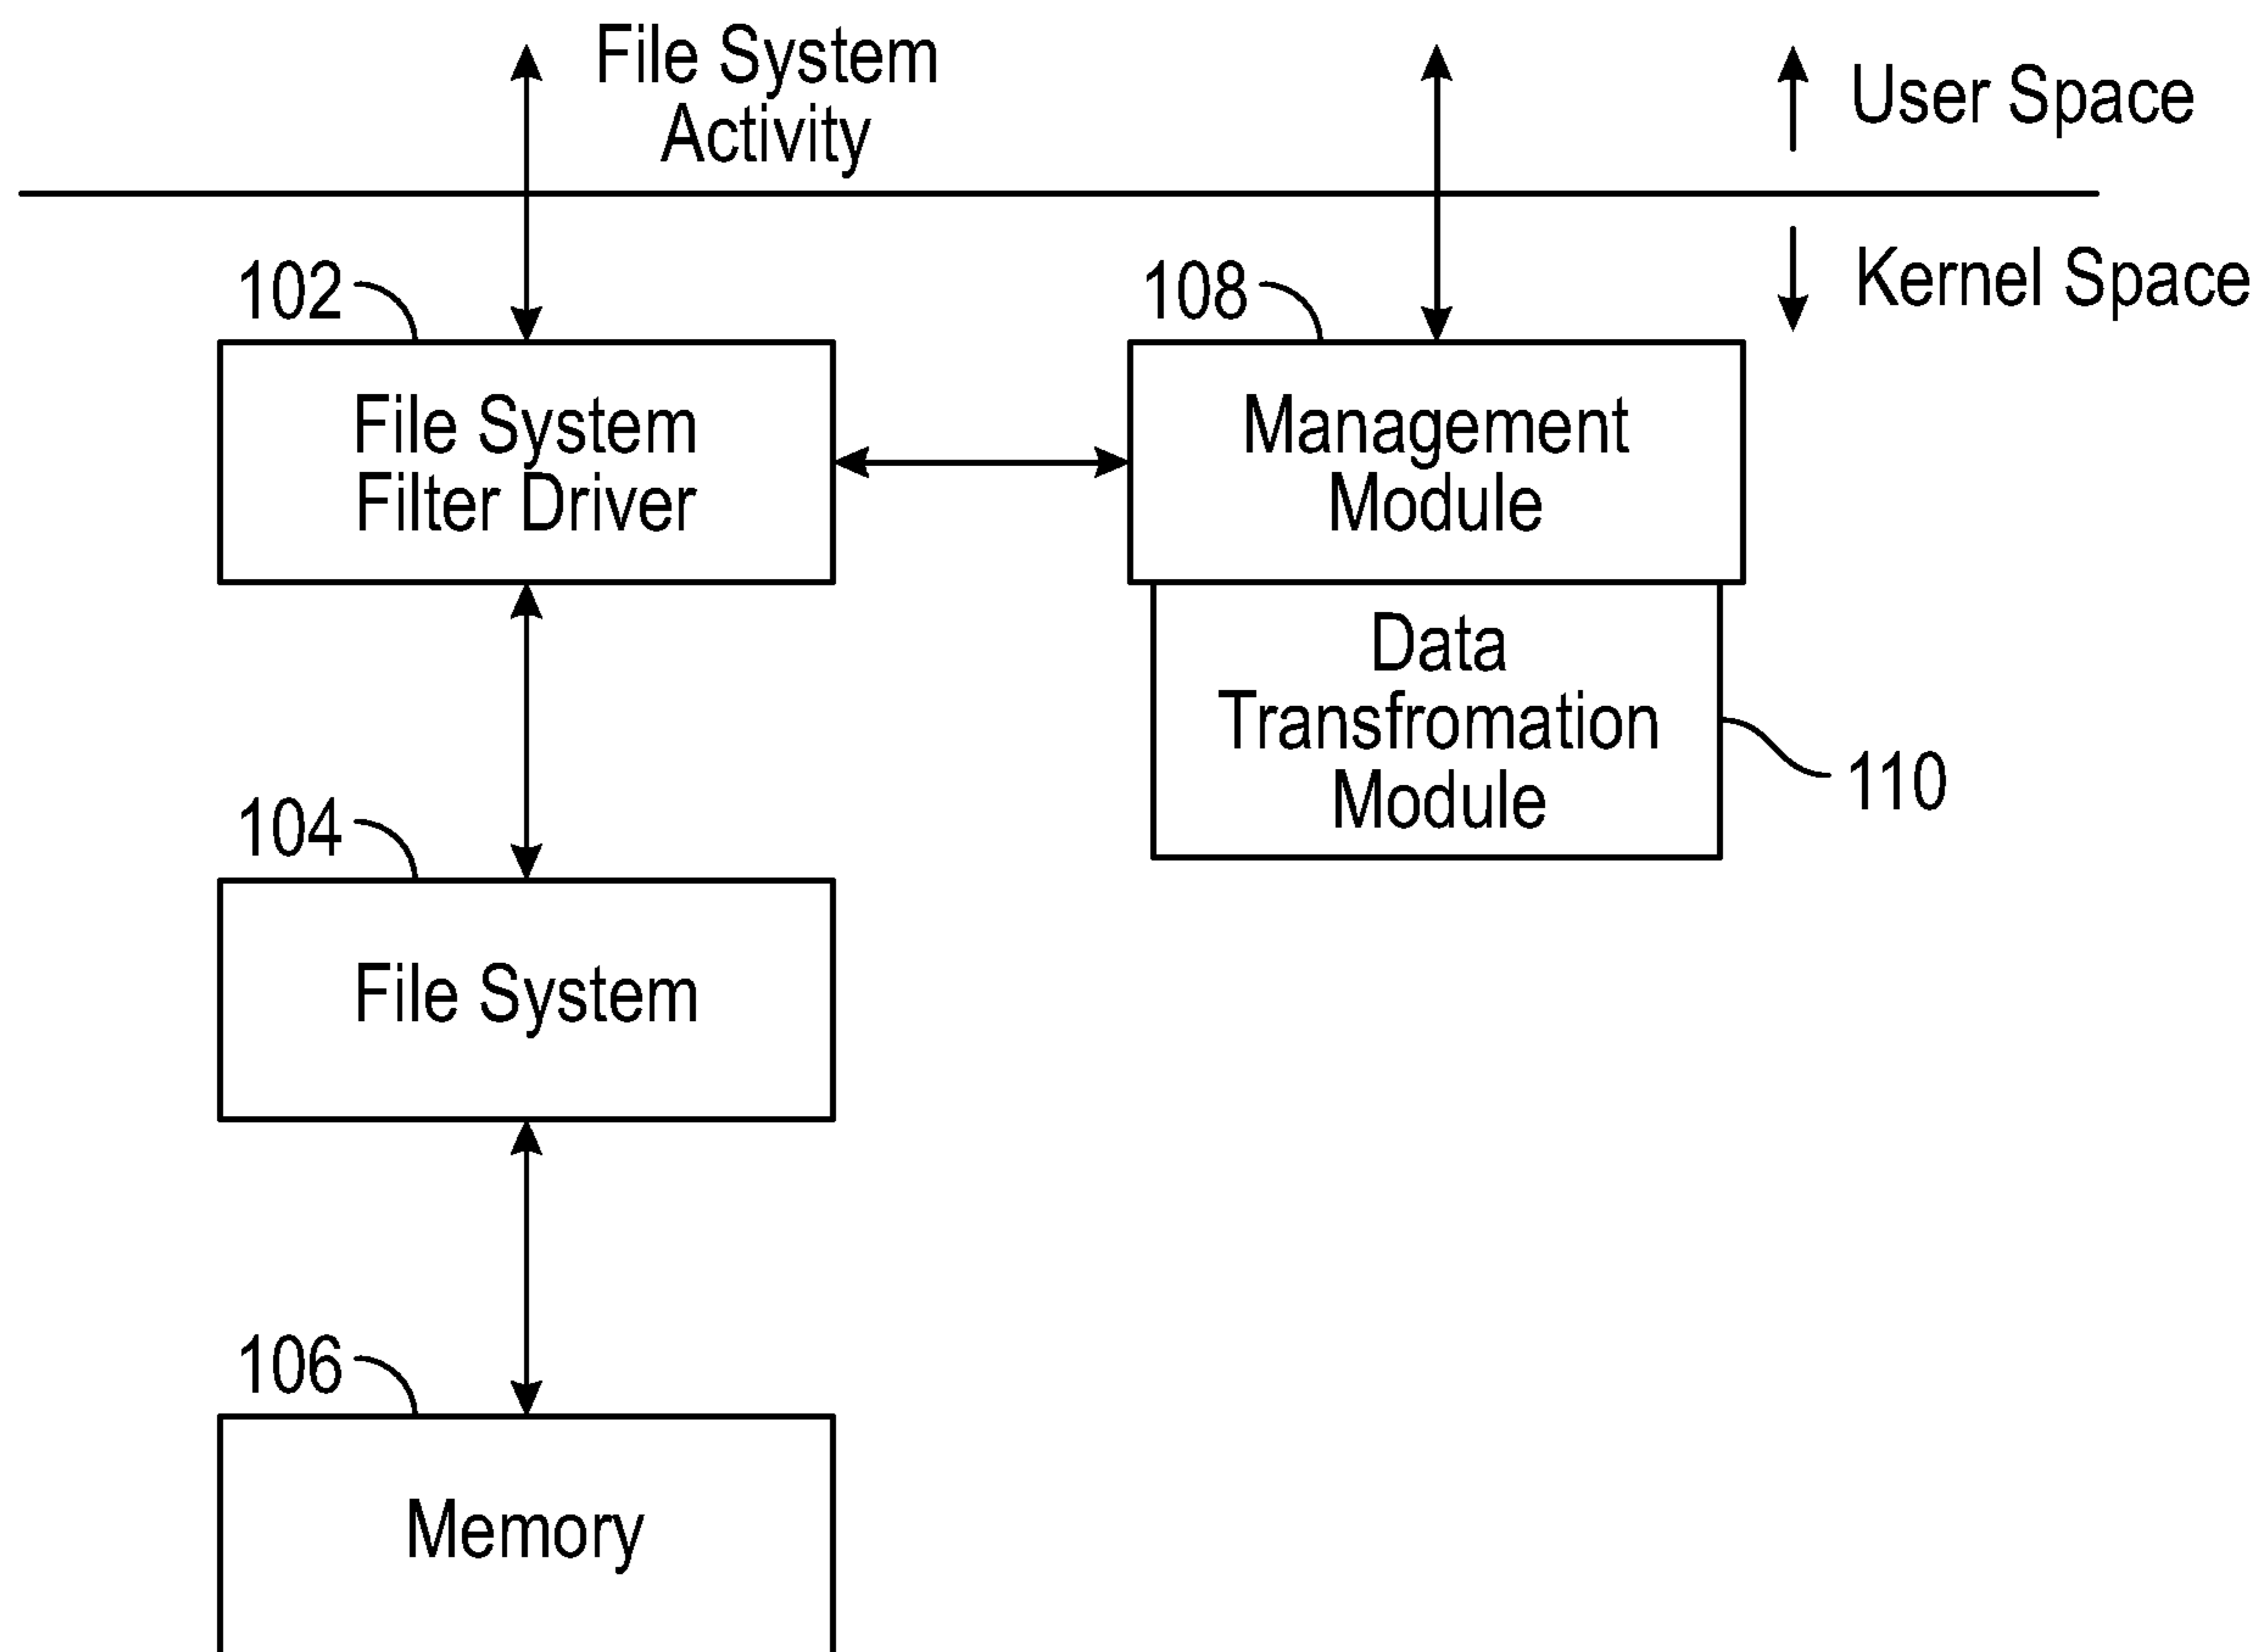 File System
Activity
User Space
Kernel Space
102
108
File System
Filter Driver
Management
Module
Data
Transfromation
Module
110
104
File System
106
Memory